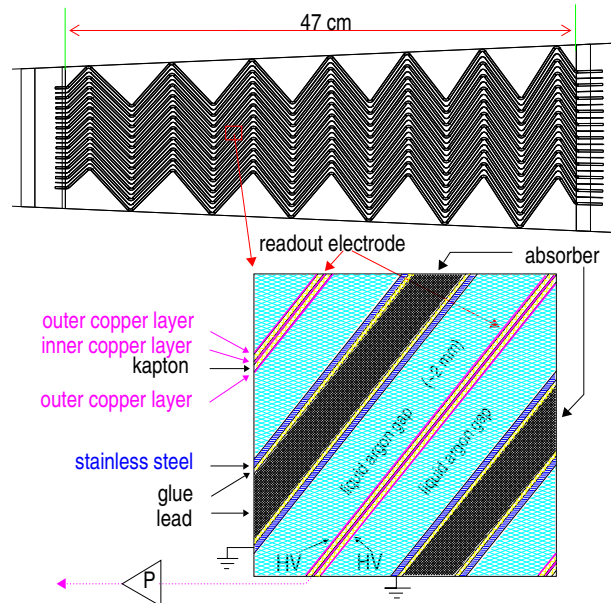 47 cm
readout electrode
absorber
outer copper layer
inner copper layer
kapton
outer copper layer
(~2 mm)
liquid argon gap
liquid argon gap
stainless steel
glue
lead
HV
HV
P